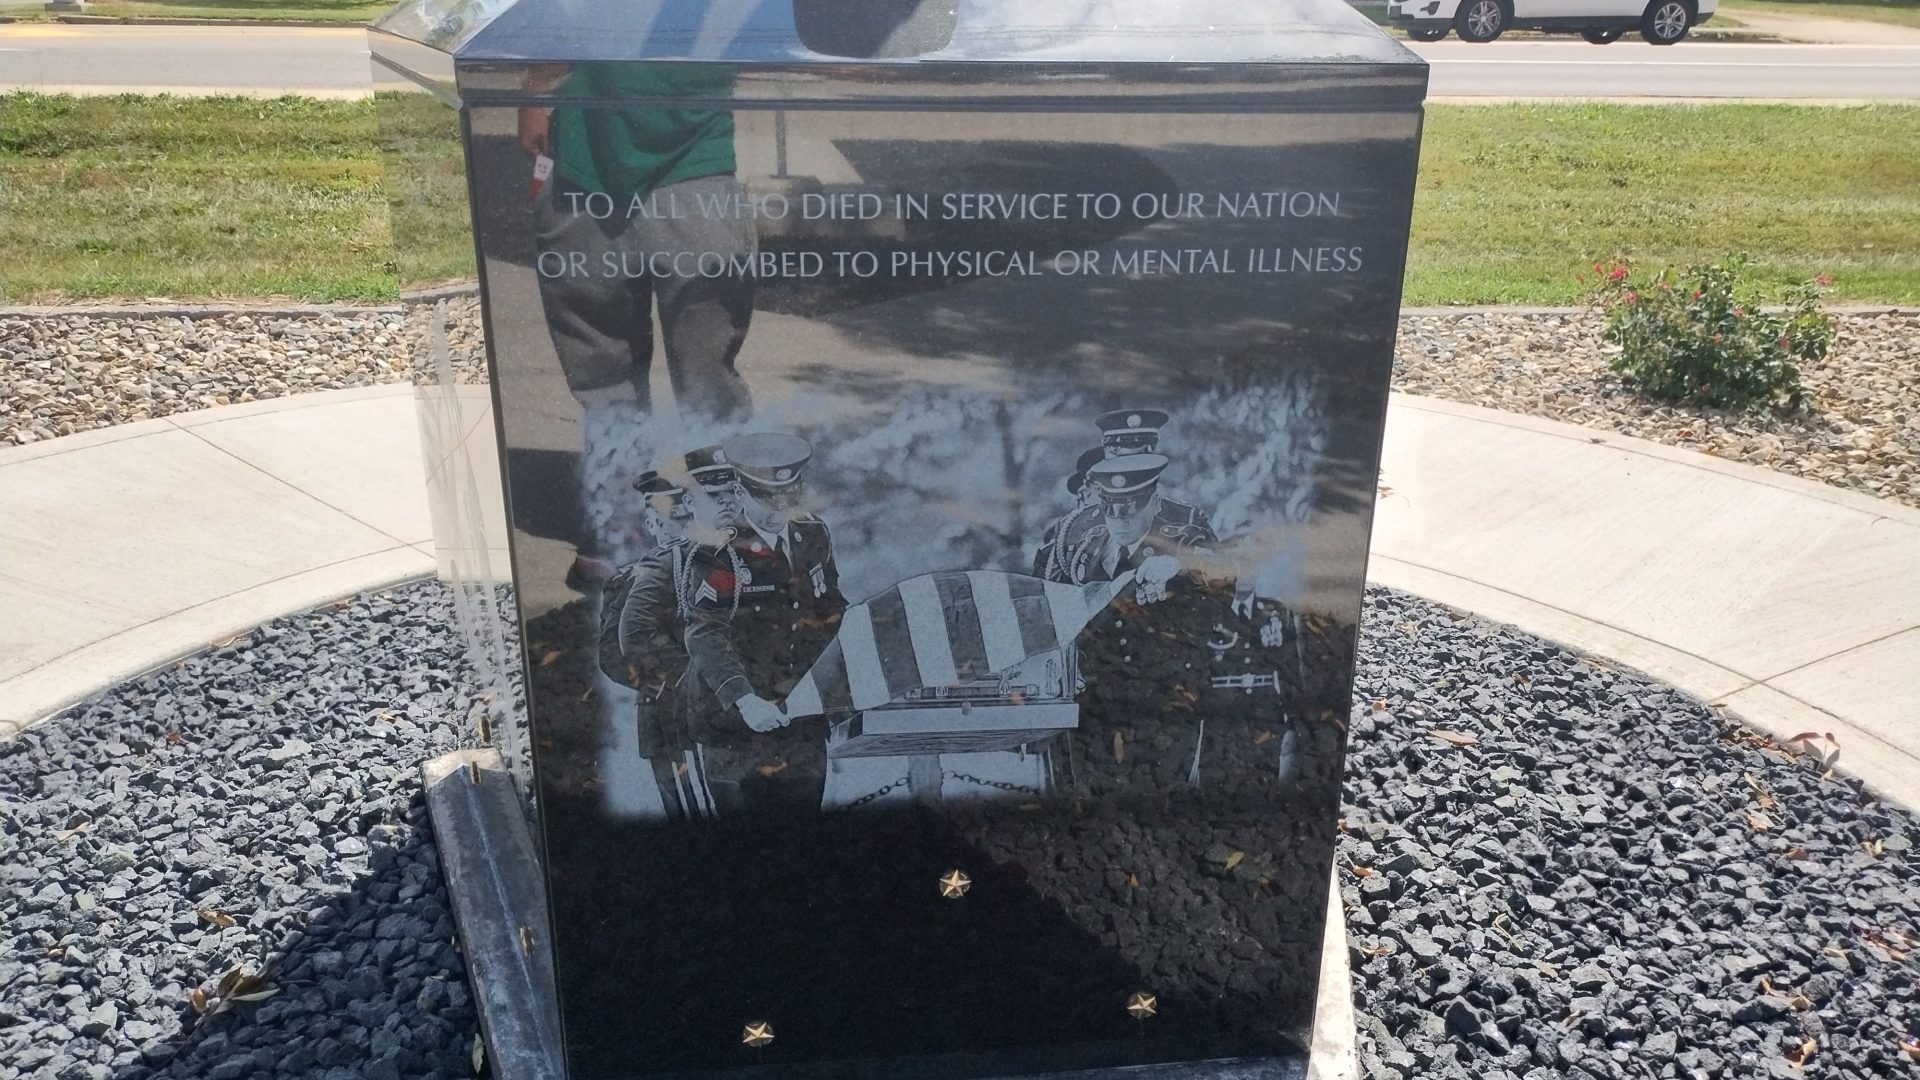 TO ALL WHO DIED IN SERVICE TO OUR NATION
OR SUCCOMBED TO PHYSICAL OR MENTAL ILLNESS